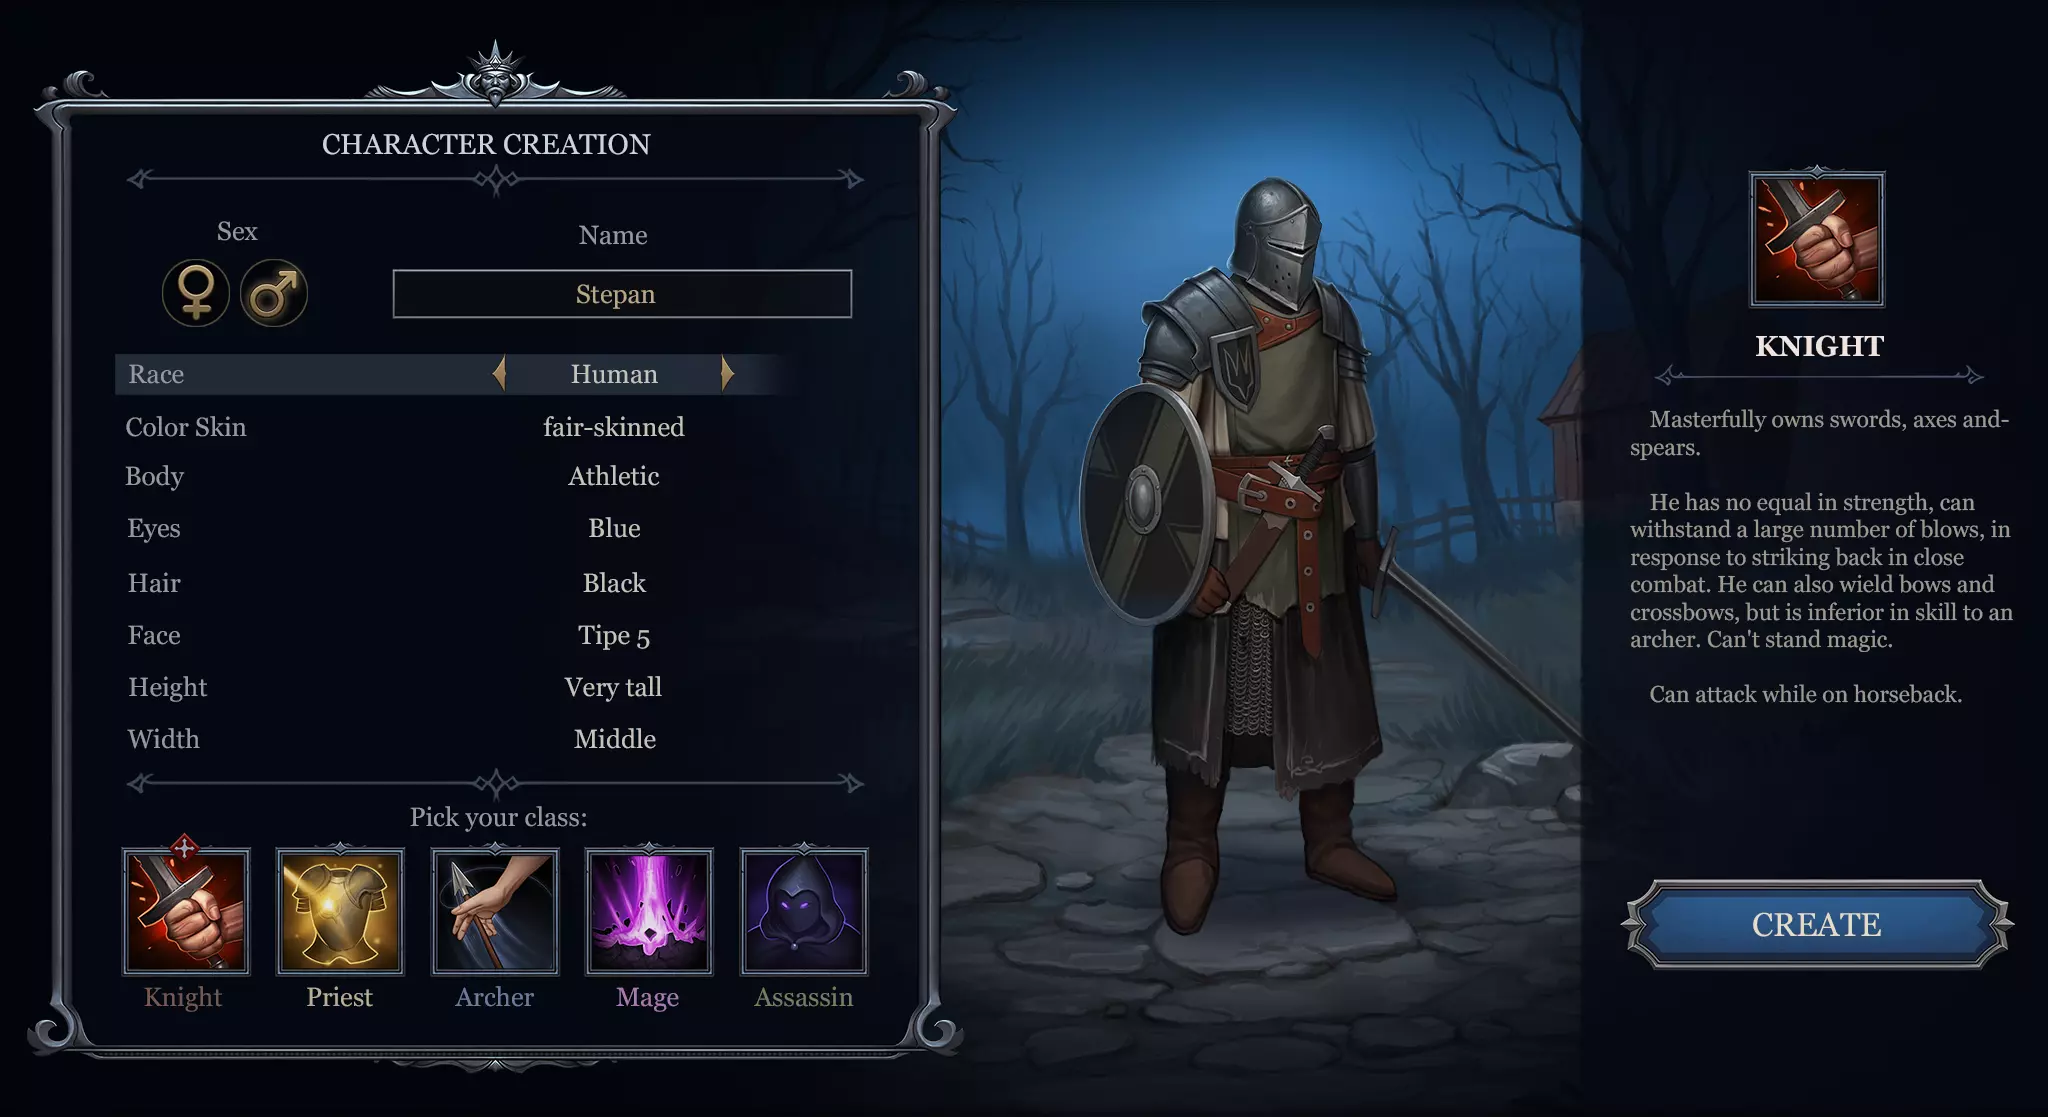 CHARACTER CREATION
Sex
Name
Stepan
Race Human
Color Skin fair-skinned
Body Athletic
Eyes Blue
Hair Black
Face Tipe 5
Height Very tall
Width Middle
Pick your class:
Knight Priest Archer Mage Assassin
KNIGHT
Masterfully owns swords, axes and-
spears.
He has no equal in strength, can
withstand a large number of blows, in
response to striking back in close
combat. He can also wield bows and
crossbows, but is inferior in skill to an
archer. Can't stand magic.
Can attack while on horseback.
CREATE